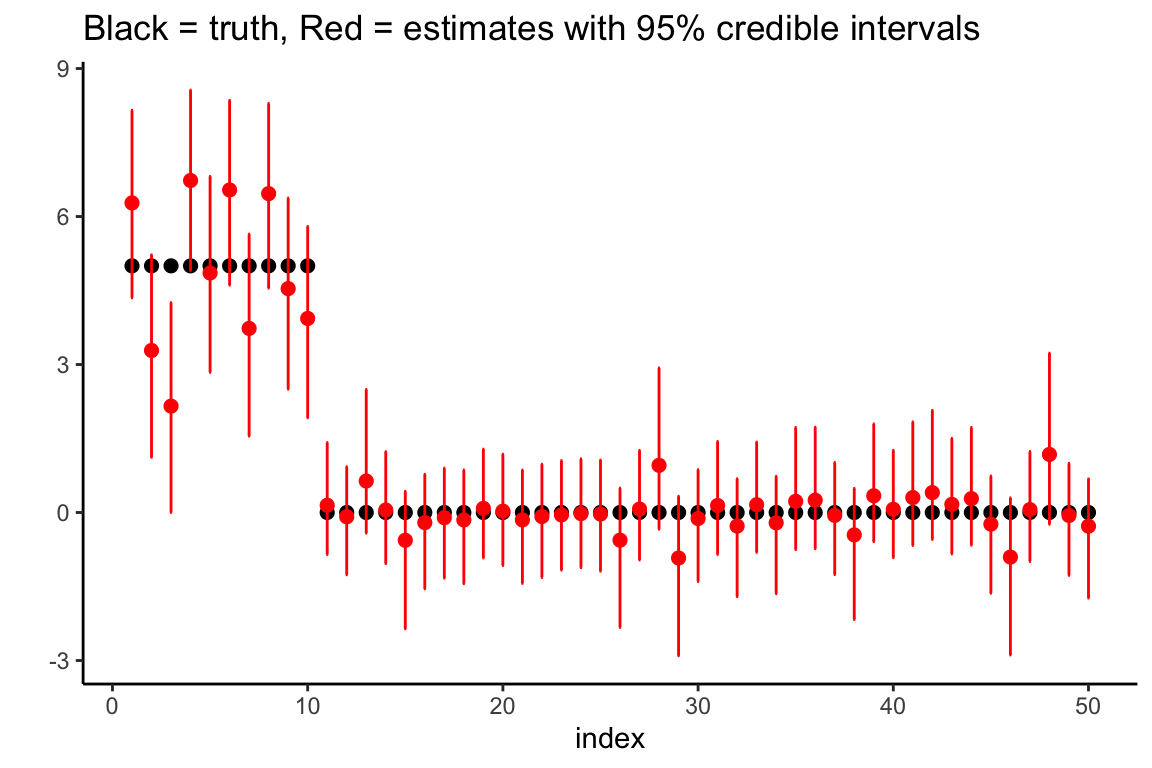 Black = truth, Red = estimates with 95% credible intervals
9
6
3
0
-3
0 10 20 30 40 50
index